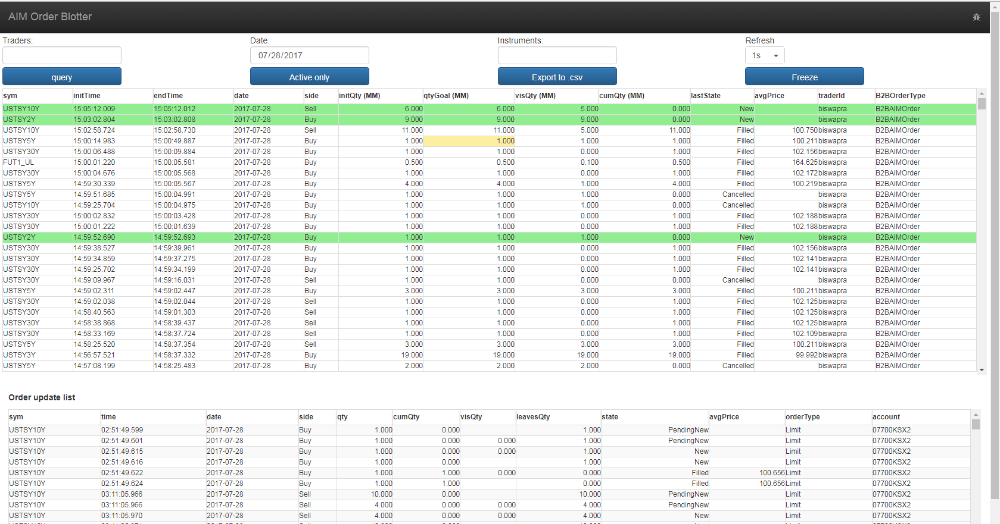 AIM Order Blotter
Traders: Date: Instruments: Refresh
07/28/2017 1s
query Active only Export to .csv Freeze
sym initTime endTime date side initQty (MM) qtyGoal (MM) visQty (MM) cumQty (MM) lastState avgPrice traderId B2BOrderType
USTSY10Y 15:05:12.009 15:05:12.012 2017-07-28 Sell 6.000 6.000 5.000 0.000 New biswapra B2BAIMOrder
USTSY2Y 15:03:02.804 15:03:02.808 2017-07-28 Buy 9.000 9.000 9.000 0.000 New biswapra B2BAIMOrder
USTSY10Y 15:02:58.724 15:02:58.730 2017-07-28 Sell 11.000 11.000 5.000 11.000 Filled 100.750 biswapra B2BAIMOrder
USTSY5Y 15:00:14.983 15:00:49.887 2017-07-28 Buy 1.000 1.000 1.000 1.000 Filled 100.211 biswapra B2BAIMOrder
USTSY30Y 15:00:06.488 15:00:09.884 2017-07-28 Buy 1.000 1.000 0.000 1.000 Filled 102.156 biswapra B2BAIMOrder
FUT1_UL 15:00:01.220 15:00:05.581 2017-07-28 Buy 0.500 0.500 0.100 0.500 Filled 164.625 biswapra B2BAIMOrder
USTSY30Y 15:00:04.676 15:00:05.568 2017-07-28 Buy 1.000 1.000 0.000 1.000 Filled 102.172 biswapra B2BAIMOrder
USTSY5Y 14:59:30.339 15:00:05.567 2017-07-28 Buy 4.000 4.000 1.000 4.000 Filled 100.219 biswapra B2BAIMOrder
USTSY5Y 14:59:51.685 15:00:04.991 2017-07-28 Buy 1.000 1.000 1.000 0.000 Cancelled biswapra B2BAIMOrder
USTSY10Y 14:59:25.704 15:00:04.975 2017-07-28 Buy 1.000 1.000 1.000 0.000 Cancelled biswapra B2BAIMOrder
USTSY30Y 15:00:02.832 15:00:03.428 2017-07-28 Buy 1.000 1.000 0.000 1.000 Filled 102.188 biswapra B2BAIMOrder
USTSY30Y 15:00:01.222 15:00:01.639 2017-07-28 Buy 1.000 1.000 0.000 1.000 Filled 102.188 biswapra B2BAIMOrder
USTSY2Y 14:59:52.690 14:59:52.693 2017-07-28 Buy 1.000 1.000 1.000 0.000 New biswapra B2BAIMOrder
USTSY30Y 14:59:38.527 14:59:39.961 2017-07-28 Buy 1.000 1.000 0.000 1.000 Filled 102.156 biswapra B2BAIMOrder
USTSY30Y 14:59:34.859 14:59:37.275 2017-07-28 Buy 1.000 1.000 0.000 1.000 Filled 102.141 biswapra B2BAIMOrder
USTSY30Y 14:59:25.702 14:59:34.199 2017-07-28 Buy 1.000 1.000 0.000 1.000 Filled 102.141 biswapra B2BAIMOrder
USTSY30Y 14:59:09.967 14:59:16.031 2017-07-28 Sell 1.000 1.000 0.000 0.000 Cancelled biswapra B2BAIMOrder
USTSY5Y 14:59:02.311 14:59:02.447 2017-07-28 Buy 3.000 3.000 3.000 3.000 Filled 100.211 biswapra B2BAIMOrder
USTSY30Y 14:59:02.038 14:59:02.044 2017-07-28 Sell 1.000 1.000 0.000 1.000 Filled 102.125 biswapra B2BAIMOrder
USTSY30Y 14:58:40.563 14:59:01.303 2017-07-28 Sell 1.000 1.000 0.000 1.000 Filled 102.125 biswapra B2BAIMOrder
USTSY30Y 14:58:38.868 14:58:39.437 2017-07-28 Sell 1.000 1.000 0.000 1.000 Filled 102.125 biswapra B2BAIMOrder
USTSY30Y 14:58:33.169 14:58:37.724 2017-07-28 Sell 1.000 1.000 0.000 1.000 Filled 102.109 biswapra B2BAIMOrder
USTSY5Y 14:58:25.520 14:58:37.354 2017-07-28 Sell 3.000 3.000 3.000 3.000 Filled 100.211 biswapra B2BAIMOrder
USTSY3Y 14:56:57.521 14:58:37.332 2017-07-28 Buy 19.000 19.000 19.000 19.000 Filled 99.992 biswapra B2BAIMOrder
USTSY5Y 14:57:08.199 14:58:25.483 2017-07-28 Buy 2.000 2.000 2.000 0.000 Cancelled biswapra B2BAIMOrder
Order update list
sym time date side qty cumQty visQty leavesQty state avgPrice orderType account
USTSY10Y 02:51:49.599 2017-07-28 Buy 1.000 0.000 1.000 PendingNew Limit 07700KSX2
USTSY10Y 02:51:49.601 2017-07-28 Buy 1.000 0.000 0.000 1.000 PendingNew Limit 07700KSX2
USTSY10Y 02:51:49.615 2017-07-28 Buy 1.000 0.000 0.000 1.000 New Limit 07700KSX2
USTSY10Y 02:51:49.616 2017-07-28 Buy 1.000 0.000 1.000 New Limit 07700KSX2
USTSY10Y 02:51:49.622 2017-07-28 Buy 1.000 1.000 0.000 0.000 Filled 100.656 Limit 07700KSX2
USTSY10Y 02:51:49.624 2017-07-28 Buy 1.000 1.000 0.000 Filled 100.656 Limit 07700KSX2
USTSY10Y 03:11:05.966 2017-07-28 Sell 10.000 0.000 10.000 PendingNew Limit 07700KSX2
USTSY10Y 03:11:05.966 2017-07-28 Sell 4.000 0.000 0.000 4.000 PendingNew Limit 07700KSX2
USTSY10Y 03:11:05.970 2017-07-28 Sell 4.000 0.000 0.000 4.000 New Limit 07700KSX2